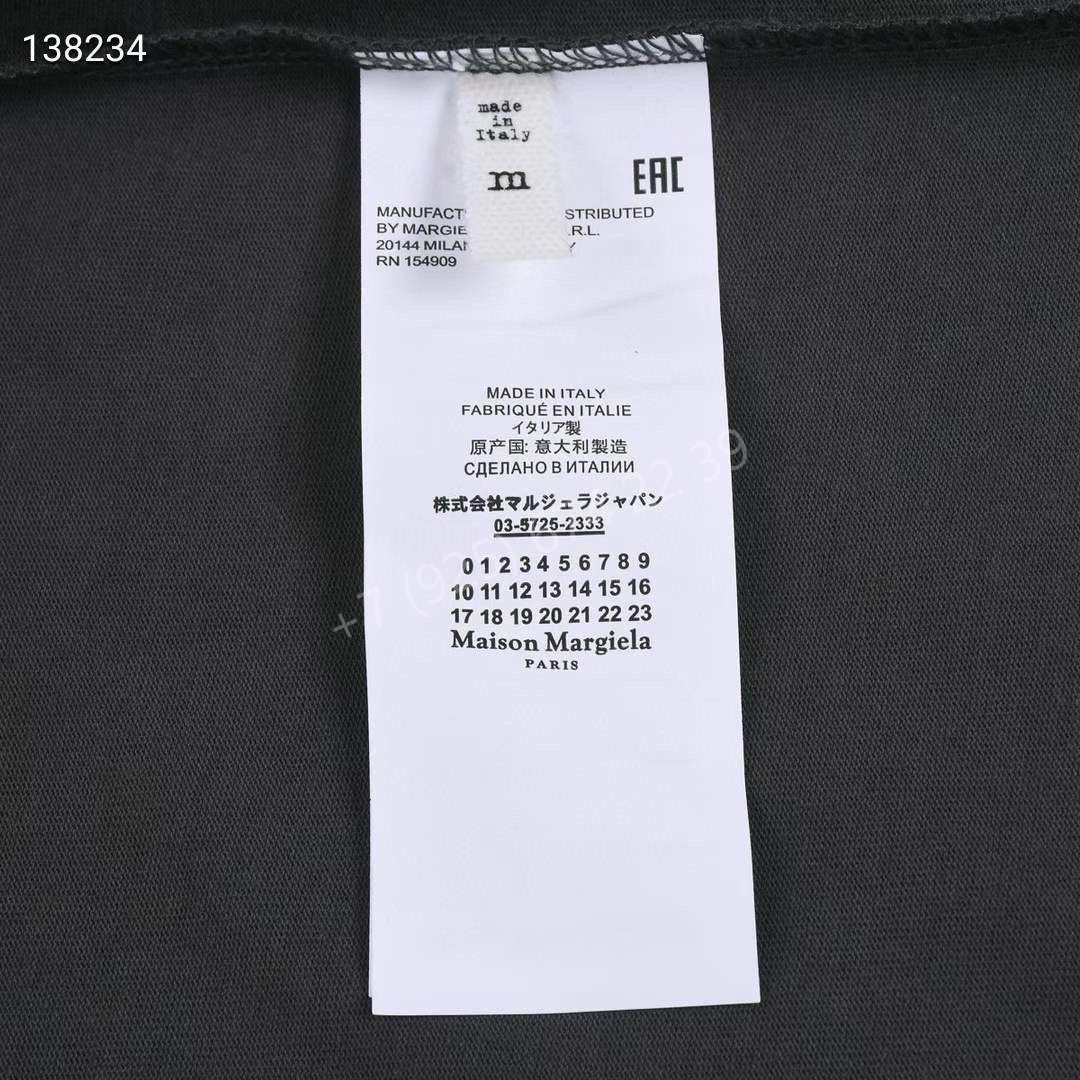 138234
made
in
Italy
m
EAC
MANUFACT STRIBUTED
BY MARGIE .R.L.
20144 MILAN Y
RN 154909
MADE IN ITALY
FABRIQUÉ EN ITALIE
イタリア製
原产国: 意大利製造
СДЕЛАНО В ИТАЛИИ
株式会社マルジェラジャパン
03-5725-2333
0 1 2 3 4 5 6 7 8 9
10 11 12 13 14 15 16
17 18 19 20 21 22 23
Maison Margiela
PARIS